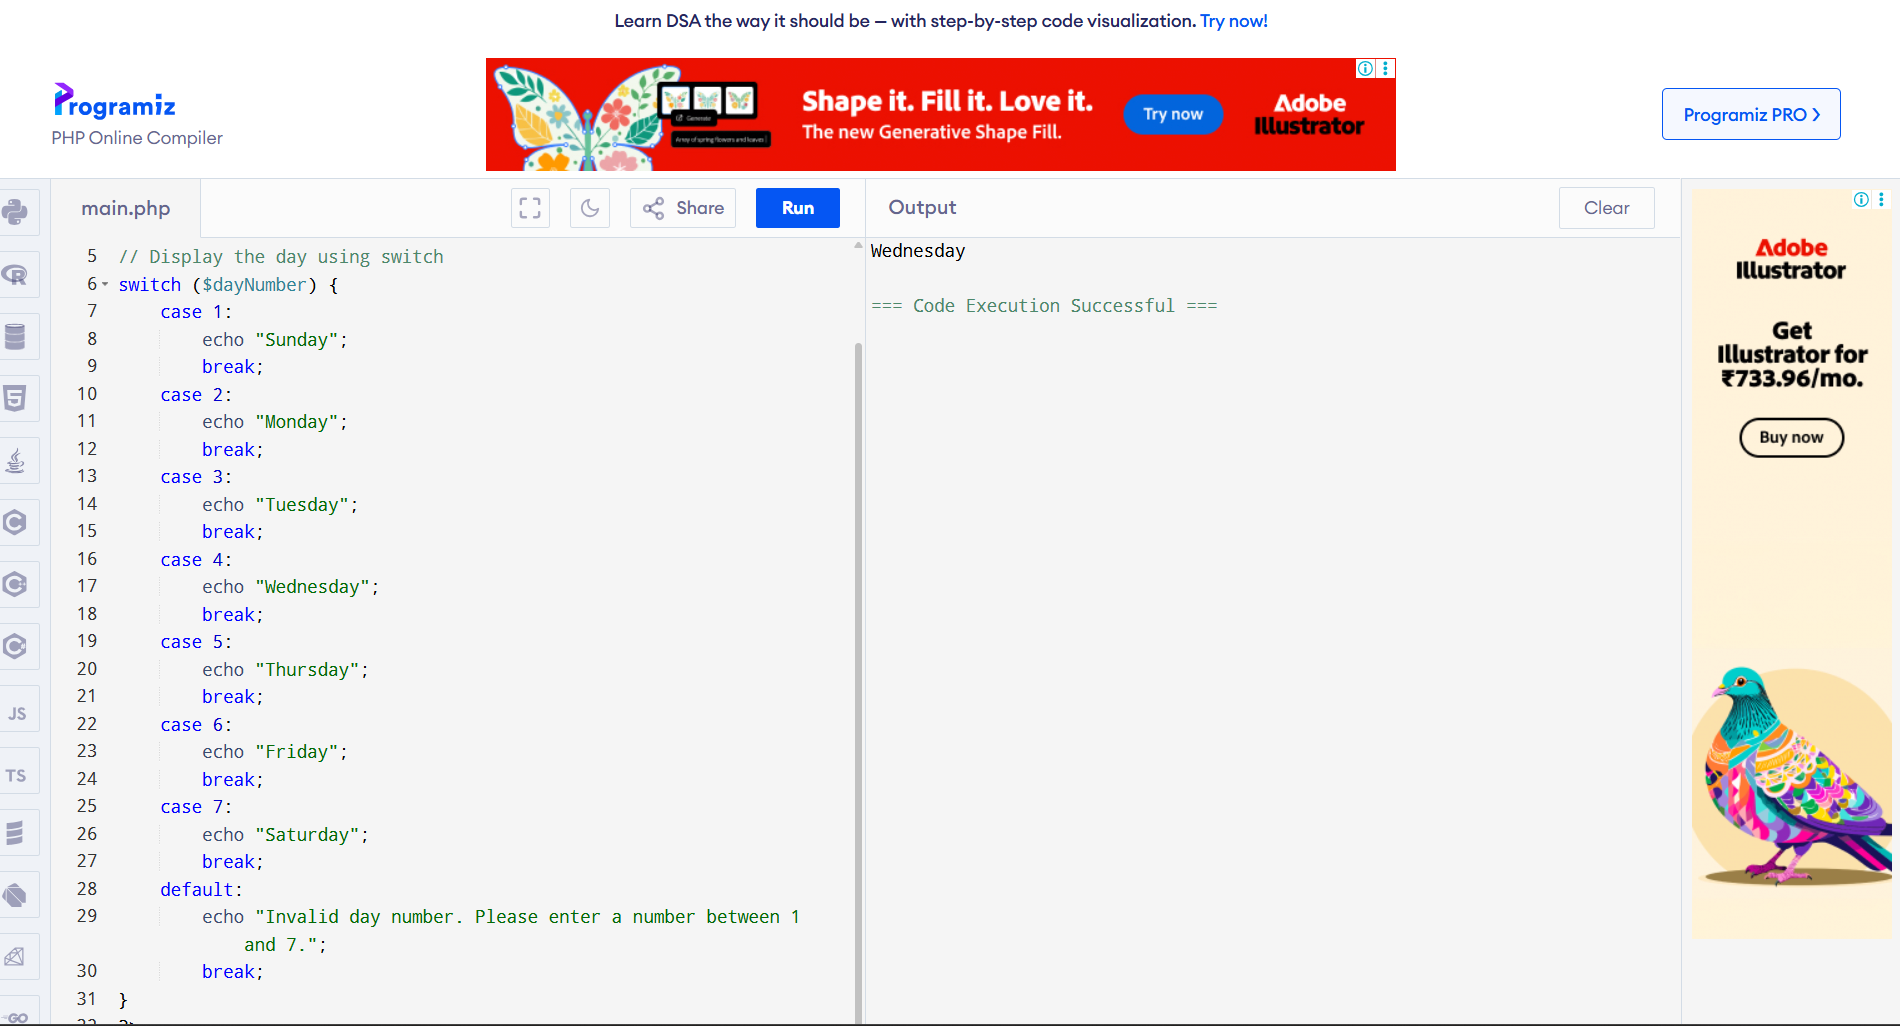 Learn DSA the way it should be — with step-by-step code visualization. Try now!
Programiz
PHP Online Compiler
Generate
Array of spring flowers and leaves
Shape it. Fill it. Love it.
The new Generative Shape Fill.
Try now
Adobe
Illustrator
Programiz PRO
main.php
Share
Run
Output
Clear
5 // Display the day using switch
6 switch ($dayNumber) {
7 case 1:
8 echo "Sunday";
9 break;
10 case 2:
11 echo "Monday";
12 break;
13 case 3:
14 echo "Tuesday";
15 break;
16 case 4:
17 echo "Wednesday";
18 break;
19 case 5:
20 echo "Thursday";
21 break;
22 case 6:
23 echo "Friday";
24 break;
25 case 7:
26 echo "Saturday";
27 break;
28 default:
29 echo "Invalid day number. Please enter a number between 1
and 7.";
30 break;
31 }
Wednesday
=== Code Execution Successful ===
JS
TS
GO
Adobe
Illustrator
Get
Illustrator for
₹733.96/mo.
Buy now